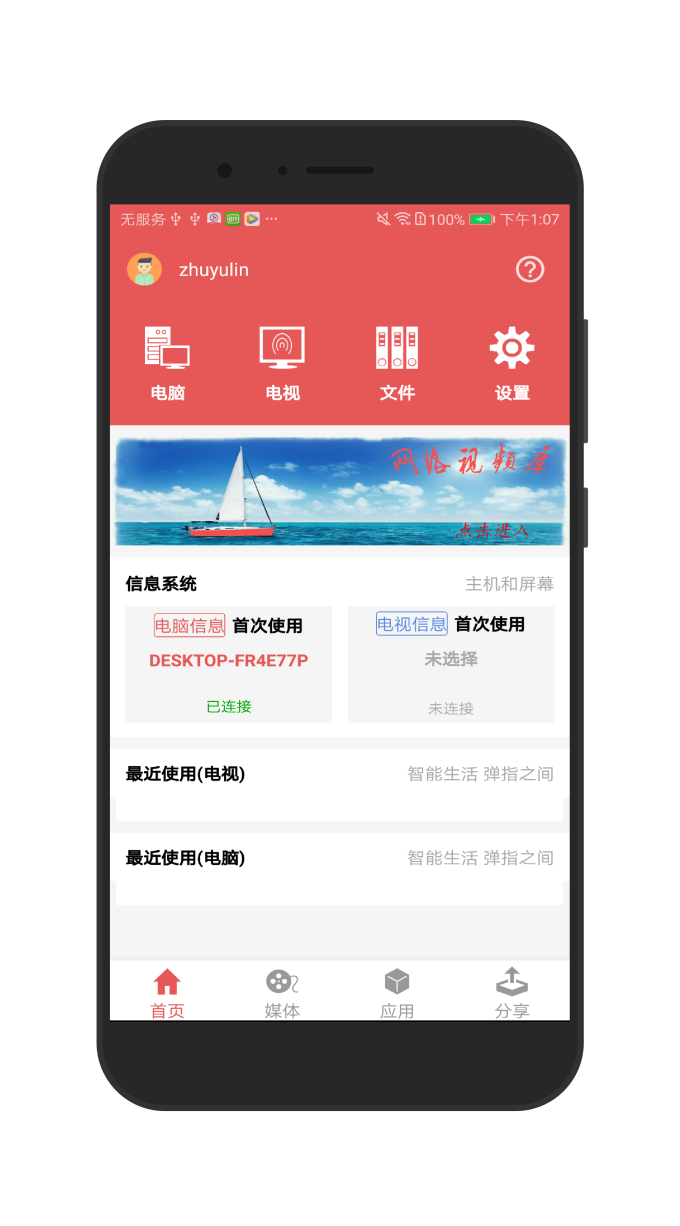 无服务 100% 下午1:07
zhuyulin
电脑 电视 文件 设置
网络视频库
点击进入
信息系统 主机和屏幕
电脑信息 首次使用 电视信息 首次使用
DESKTOP-FR4E77P 未选择
已连接 未连接
最近使用(电视) 智能生活 弹指之间
最近使用(电脑) 智能生活 弹指之间
首页 媒体 应用 分享